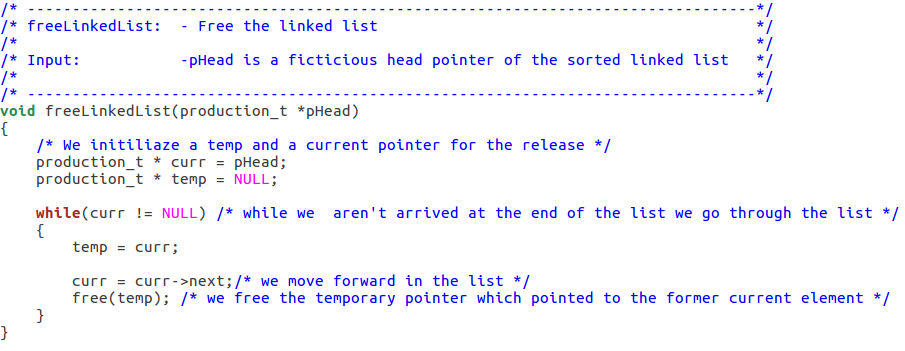 /* ---------------------------------------------------------------------------------*/
/* freeLinkedList:  - Free the linked list                                          */
/*                                                                                  */
/* Input:           -pHead is a ficticious head pointer of the sorted linked list   */
/*                                                                                  */
/* ---------------------------------------------------------------------------------*/
void freeLinkedList(production_t *pHead)
{
    /* We initiliaze a temp and a current pointer for the release */
    production_t * curr = pHead;
    production_t * temp = NULL;

    while(curr != NULL) /* while we  aren't arrived at the end of the list we go through the list */
    {
        temp = curr;

        curr = curr->next;/* we move forward in the list */
        free(temp); /* we free the temporary pointer which pointed to the former current element */
    }
}